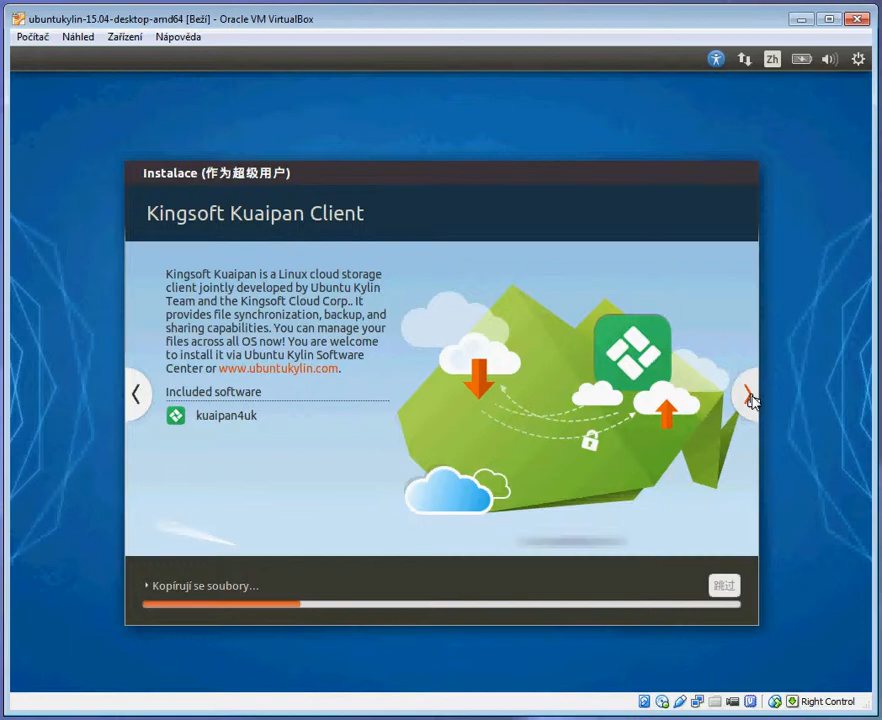 ubuntukylin-15.04-desktop-amd64 [Beží] - Oracle VM VirtualBox
Počítač Náhled Zařízení Nápověda
Zh
Instalace (作为超级用户)
Kingsoft Kuaipan Client
Kingsoft Kuaipan is a Linux cloud storage
client jointly developed by Ubuntu Kylin
Team and the Kingsoft Cloud Corp.. It
provides file synchronization, backup, and
sharing capabilities. You can manage your
files across all OS now! You are welcome
to install it via Ubuntu Kylin Software
Center or www.ubuntukylin.com.
Included software
kuaipan4uk
Kopírují se soubory...
跳过
Right Control